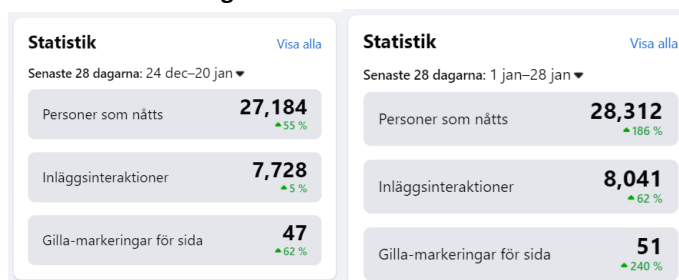 Statistik Visa alla
Senaste 28 dagarna: 24 dec–20 jan
Personer som nåtts 27,184
55 %
Inläggsinteraktioner 7,728
5 %
Gilla-markeringar för sida 47
62 %
Statistik Visa alla
Senaste 28 dagarna: 1 jan–28 jan
Personer som nåtts 28,312
186 %
Inläggsinteraktioner 8,041
62 %
Gilla-markeringar för sida 51
240 %